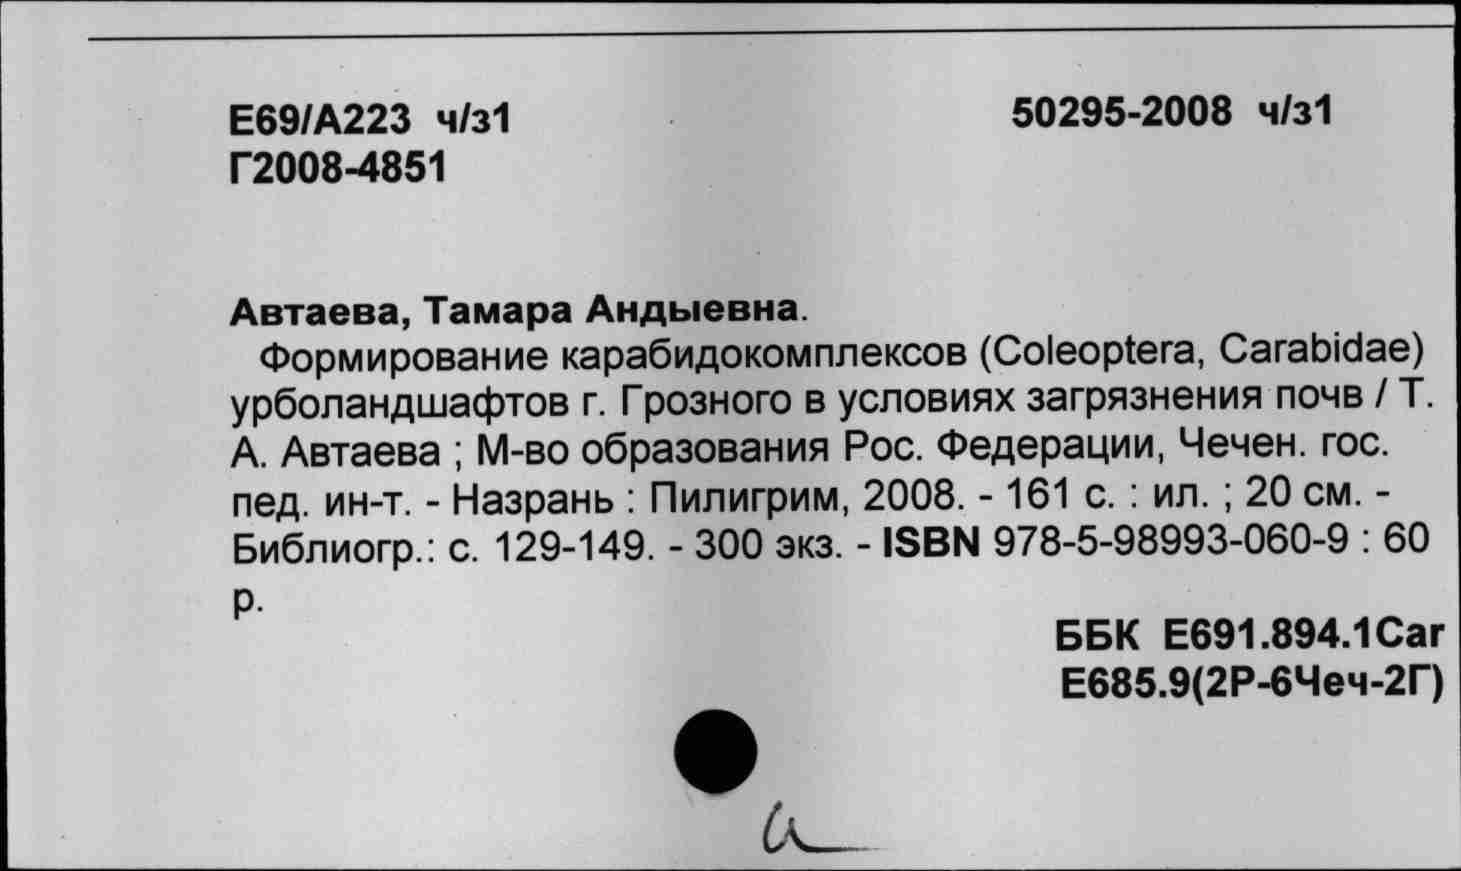 Е69/А223 ч/з1
50295-2008 ч/з1
Г2008-4851
Автаева, Тамара Андыевна.
Формирование карабидокомплексов (Coleoptera, Carabidae)
урболандшафтов г. Грозного в условиях загрязнения почв / Т.
А. Автаева ; М-во образования Рос. Федерации, Чечен. гос.
пед. ин-т. - Назрань : Пилигрим, 2008. - 161 с. : ил. ; 20 см. -
Библиогр.: с. 129-149. - 300 экз. - ISBN 978-5-98993-060-9 : 60
р.
ББК Е691.894.1Car
Е685.9(2Р-6Чеч-2Г)